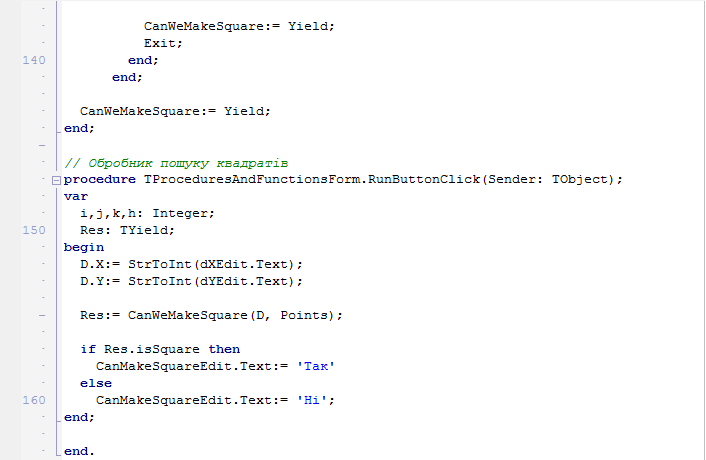 CanWeMakeSquare:= Yield;
Exit;
140 end;
end;
CanWeMakeSquare:= Yield;
end;
// Обробник пошуку квадратів
procedure TProceduresAndFunctionsForm.RunButtonClick(Sender: TObject);
var
i,j,k,h: Integer;
150 Res: TYield;
begin
D.X:= StrToInt(dXEdit.Text);
D.Y:= StrToInt(dYEdit.Text);
Res:= CanWeMakeSquare(D, Points);
if Res.isSquare then
CanMakeSquareEdit.Text:= 'Так'
else
160 CanMakeSquareEdit.Text:= 'Ні';
end;
end.